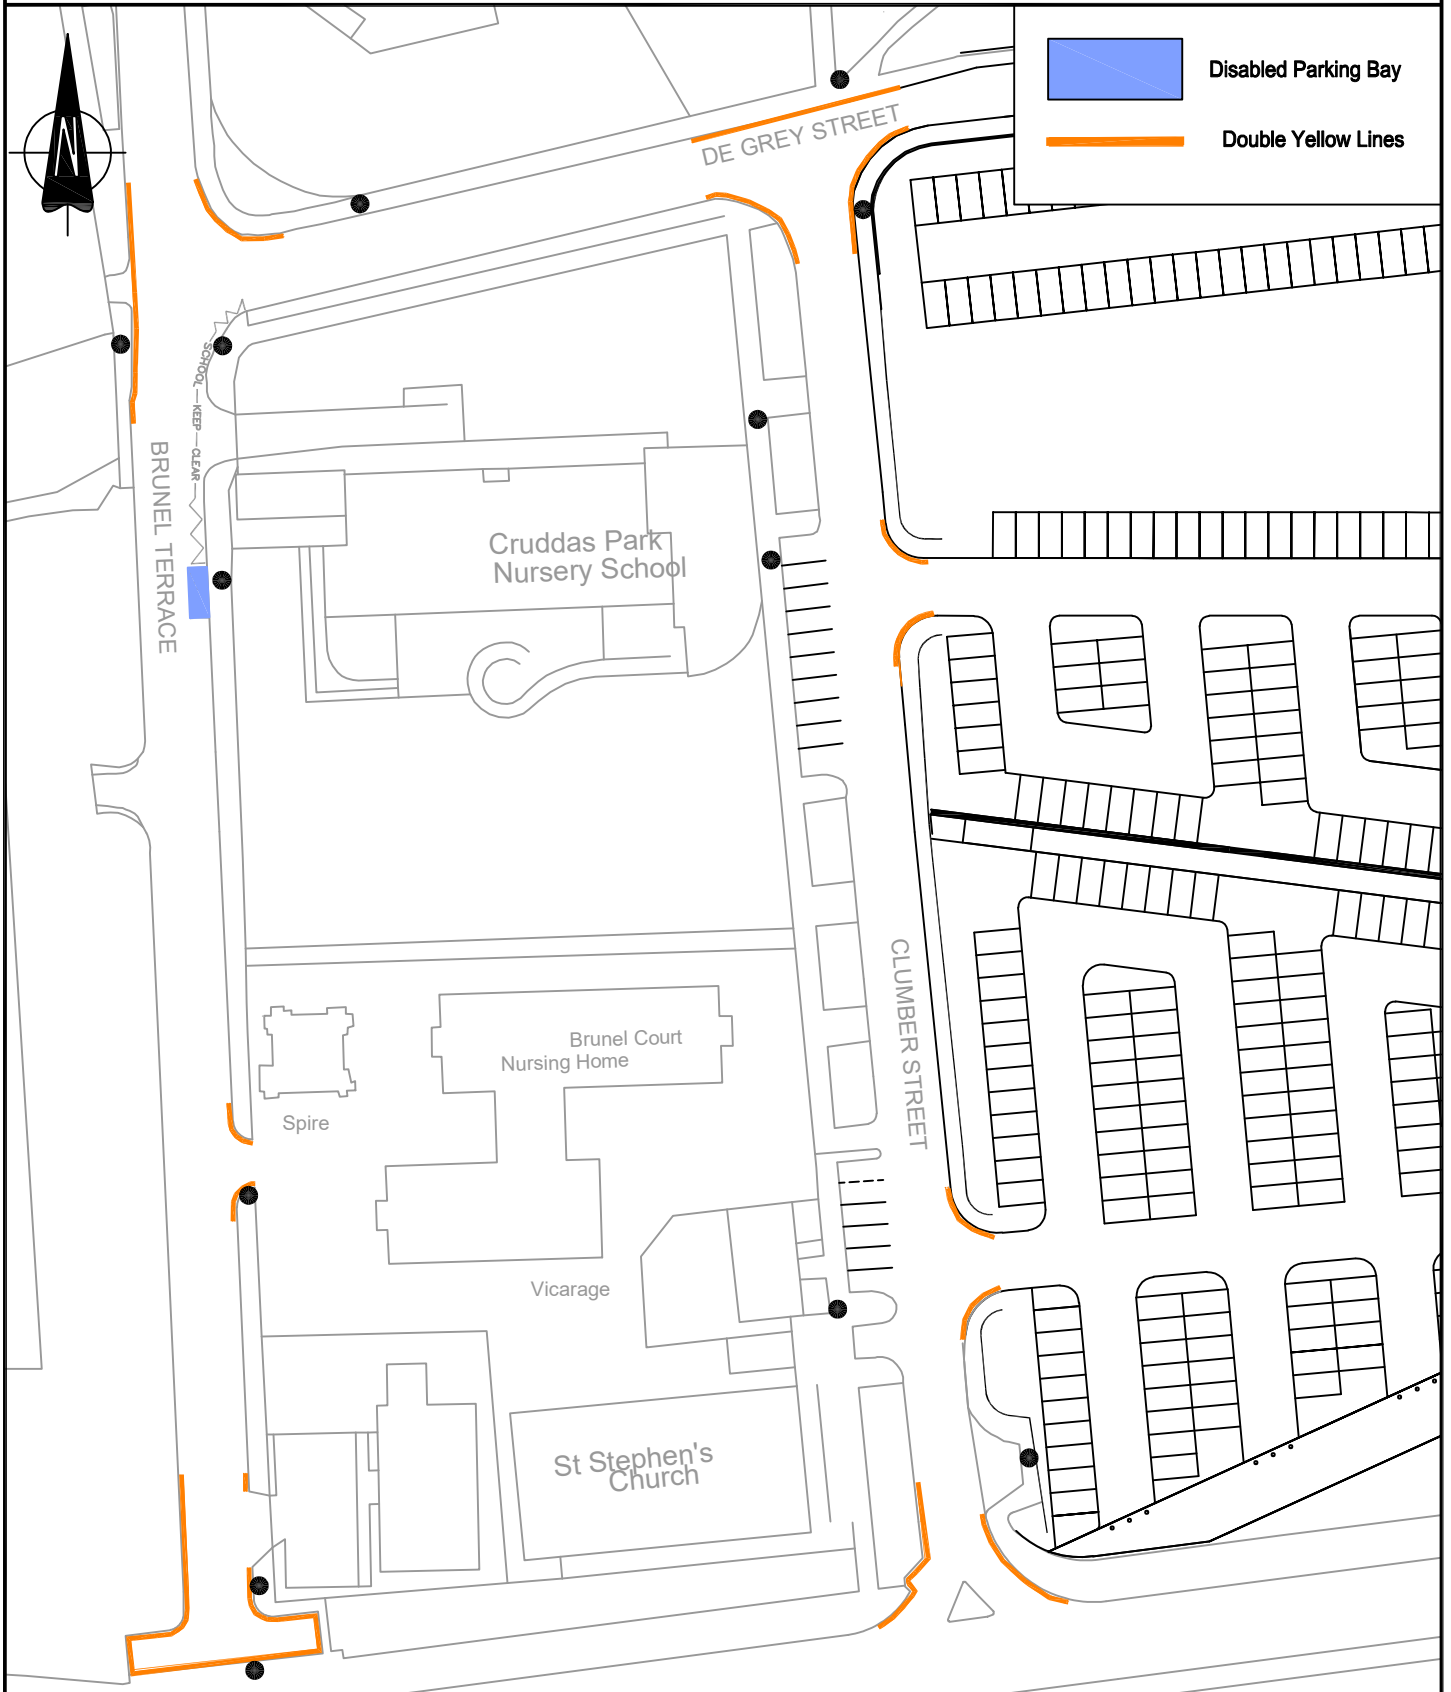 Disabled Parking Bay
Double Yellow Lines
N
DE GREY STREET
SCHOOL — KEEP — CLEAR
BRUNEL TERRACE
Cruddas Park
Nursery School
CLUMBER STREET
Brunel Court
Nursing Home
Spire
Vicarage
St Stephen's
Church